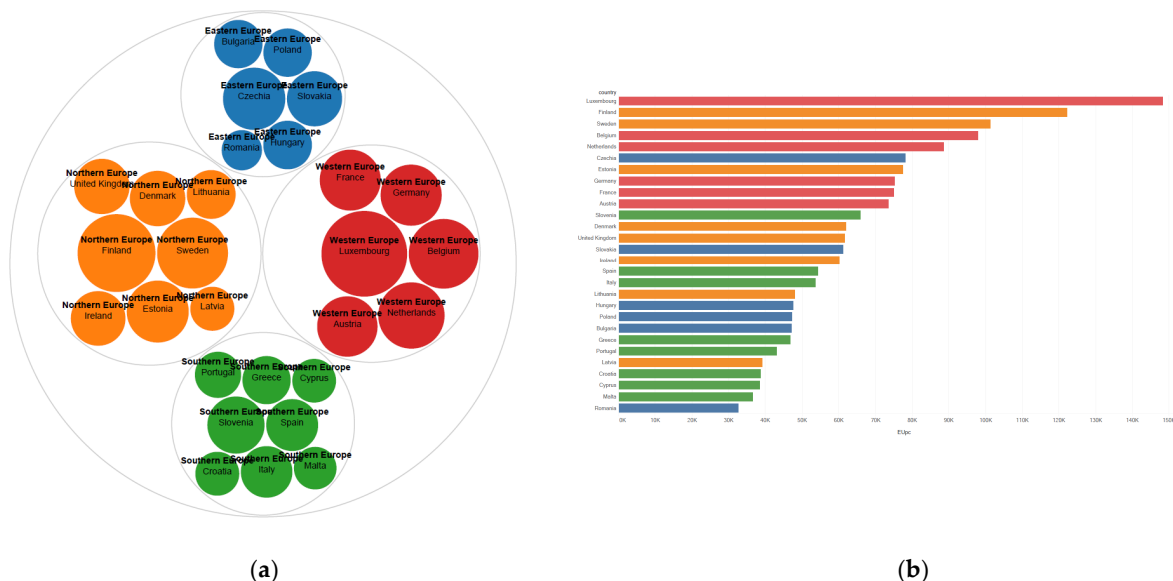 Eastern Europe
Bulgaria
Eastern Europe
Poland
Eastern Europe
Czechia
Eastern Europe
Slovakia
Eastern Europe
Romania
Eastern Europe
Hungary
Northern Europe
United Kingdom
Northern Europe
Denmark
Northern Europe
Lithuania
Northern Europe
Finland
Northern Europe
Sweden
Northern Europe
Ireland
Northern Europe
Estonia
Northern Europe
Latvia
Western Europe
France
Western Europe
Germany
Western Europe
Luxembourg
Western Europe
Belgium
Western Europe
Austria
Western Europe
Netherlands
Southern Europe
Portugal
Southern Europe
Greece
Southern Europe
Cyprus
Southern Europe
Slovenia
Southern Europe
Spain
Southern Europe
Croatia
Southern Europe
Italy
Southern Europe
Malta
(a)
country
Luxembourg
Finland
Sweden
Belgium
Netherlands
Czechia
Estonia
Germany
France
Austria
Slovenia
Denmark
United Kingdom
Slovakia
Ireland
Spain
Italy
Lithuania
Hungary
Poland
Bulgaria
Greece
Portugal
Latvia
Croatia
Cyprus
Malta
Romania
0K 10K 20K 30K 40K 50K 60K 70K 80K 90K 100K 110K 120K 130K 140K 150K
EUpc
(b)